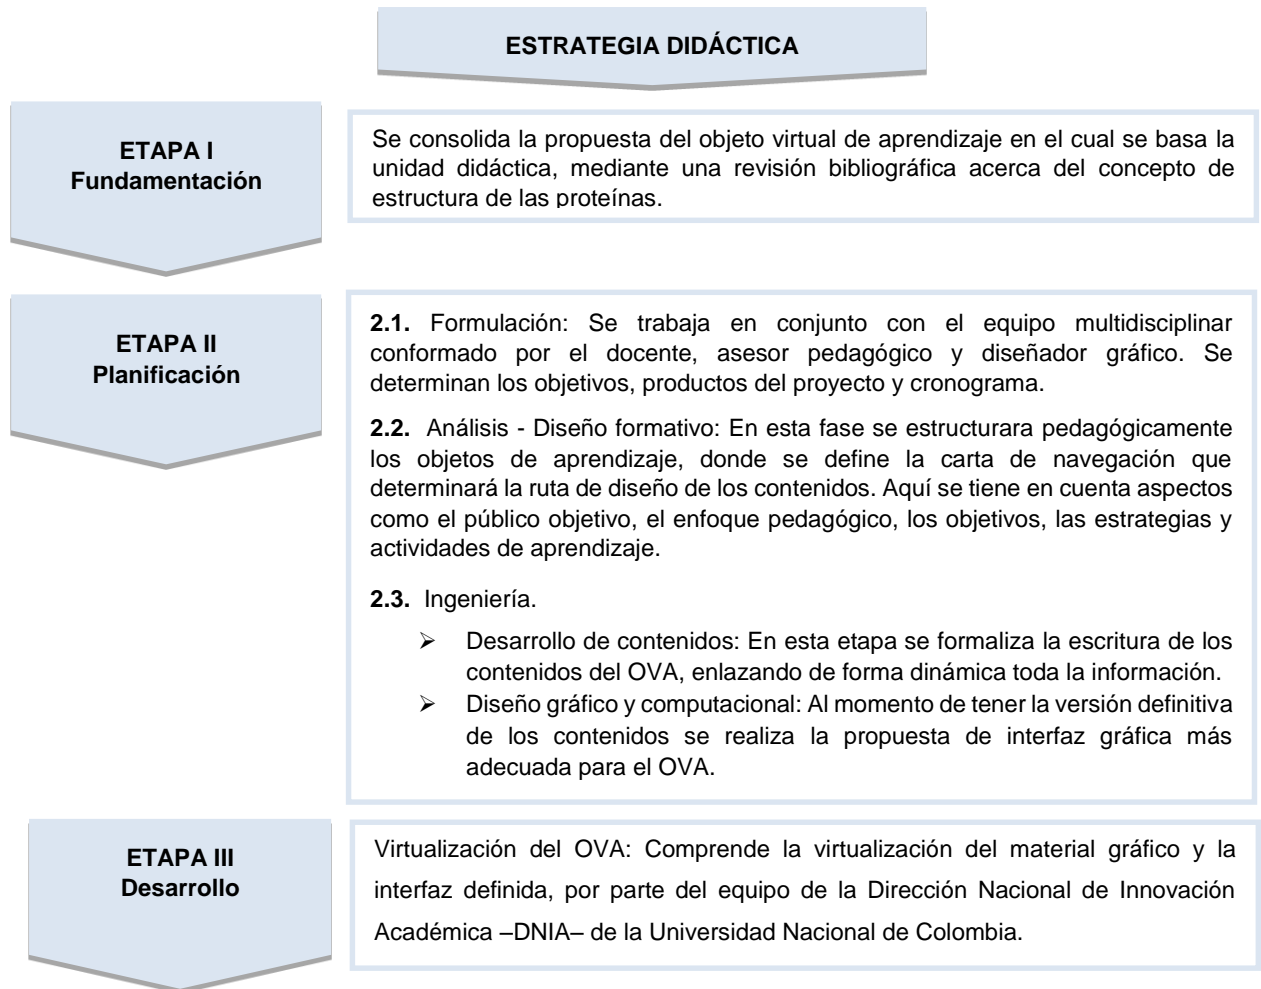 ESTRATEGIA DIDÁCTICA
ETAPA I
Fundamentación
Se consolida la propuesta del objeto virtual de aprendizaje en el cual se basa la
unidad didáctica, mediante una revisión bibliográfica acerca del concepto de
estructura de las proteínas.
ETAPA II
Planificación
2.1. Formulación: Se trabaja en conjunto con el equipo multidisciplinar
conformado por el docente, asesor pedagógico y diseñador gráfico. Se
determinan los objetivos, productos del proyecto y cronograma.
2.2. Análisis - Diseño formativo: En esta fase se estructurara pedagógicamente
los objetos de aprendizaje, donde se define la carta de navegación que
determinará la ruta de diseño de los contenidos. Aquí se tiene en cuenta aspectos
como el público objetivo, el enfoque pedagógico, los objetivos, las estrategias y
actividades de aprendizaje.
2.3. Ingeniería.
➢ Desarrollo de contenidos: En esta etapa se formaliza la escritura de los
contenidos del OVA, enlazando de forma dinámica toda la información.
➢ Diseño gráfico y computacional: Al momento de tener la versión definitiva
de los contenidos se realiza la propuesta de interfaz gráfica más
adecuada para el OVA.
ETAPA III
Desarrollo
Virtualización del OVA: Comprende la virtualización del material gráfico y la
interfaz definida, por parte del equipo de la Dirección Nacional de Innovación
Académica –DNIA– de la Universidad Nacional de Colombia.